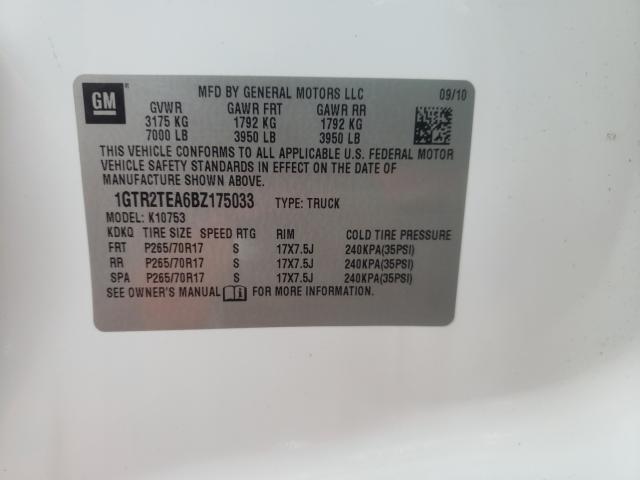 GM
MFD BY GENERAL MOTORS LLC 09/10
GVWR GAWR FRT GAWR RR
3175 KG 1792 KG 1792 KG
7000 LB 3950 LB 3950 LB
THIS VEHICLE CONFORMS TO ALL APPLICABLE U.S. FEDERAL MOTOR
VEHICLE SAFETY STANDARDS IN EFFECT ON THE DATE OF
MANUFACTURE SHOWN ABOVE.
1GTR2TEA6BZ175033 TYPE: TRUCK
MODEL: K10753
KDKQ TIRE SIZE SPEED RTG RIM COLD TIRE PRESSURE
FRT P265/70R17 S 17X7.5J 240KPA(35PSI)
RR P265/70R17 S 17X7.5J 240KPA(35PSI)
SPA P265/70R17 S 17X7.5J 240KPA(35PSI)
SEE OWNER'S MANUAL FOR MORE INFORMATION.